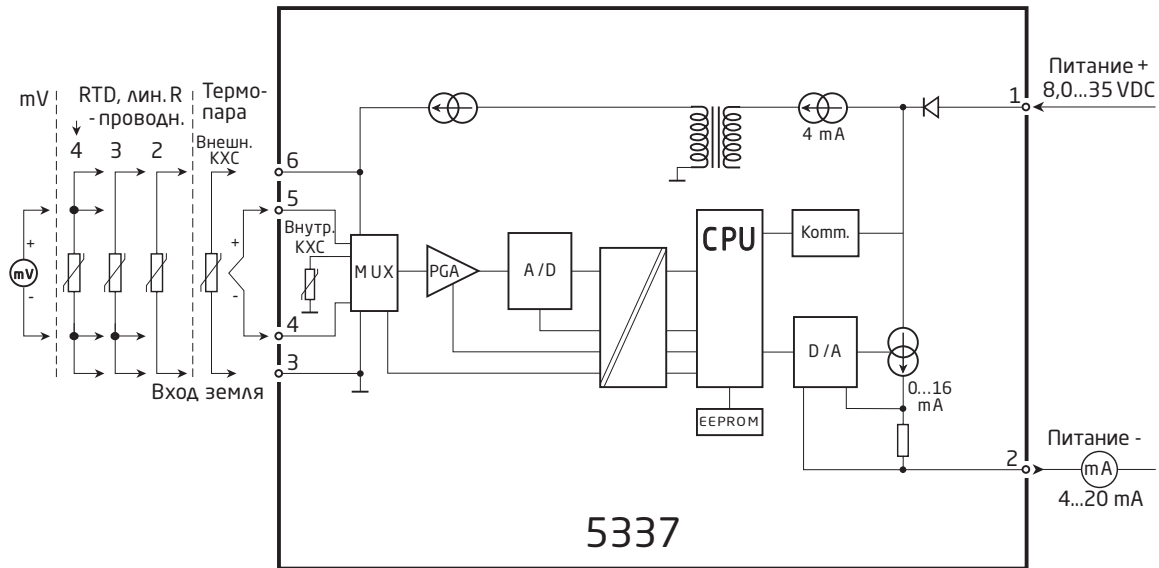 mV
RTD, лин. R
- проводн.
4 3 2
Термо-
пара
Внешн.
КХС
+
-
mV
+
-
Вход земля
6
5
4
3
Внутр.
КХС
MUX
PGA
A/D
CPU
EEPROM
Komm.
D/A
4 mA
0...16
mA
1
2
Питание +
8,0...35 VDC
Питание -
mA
4...20 mA
5337